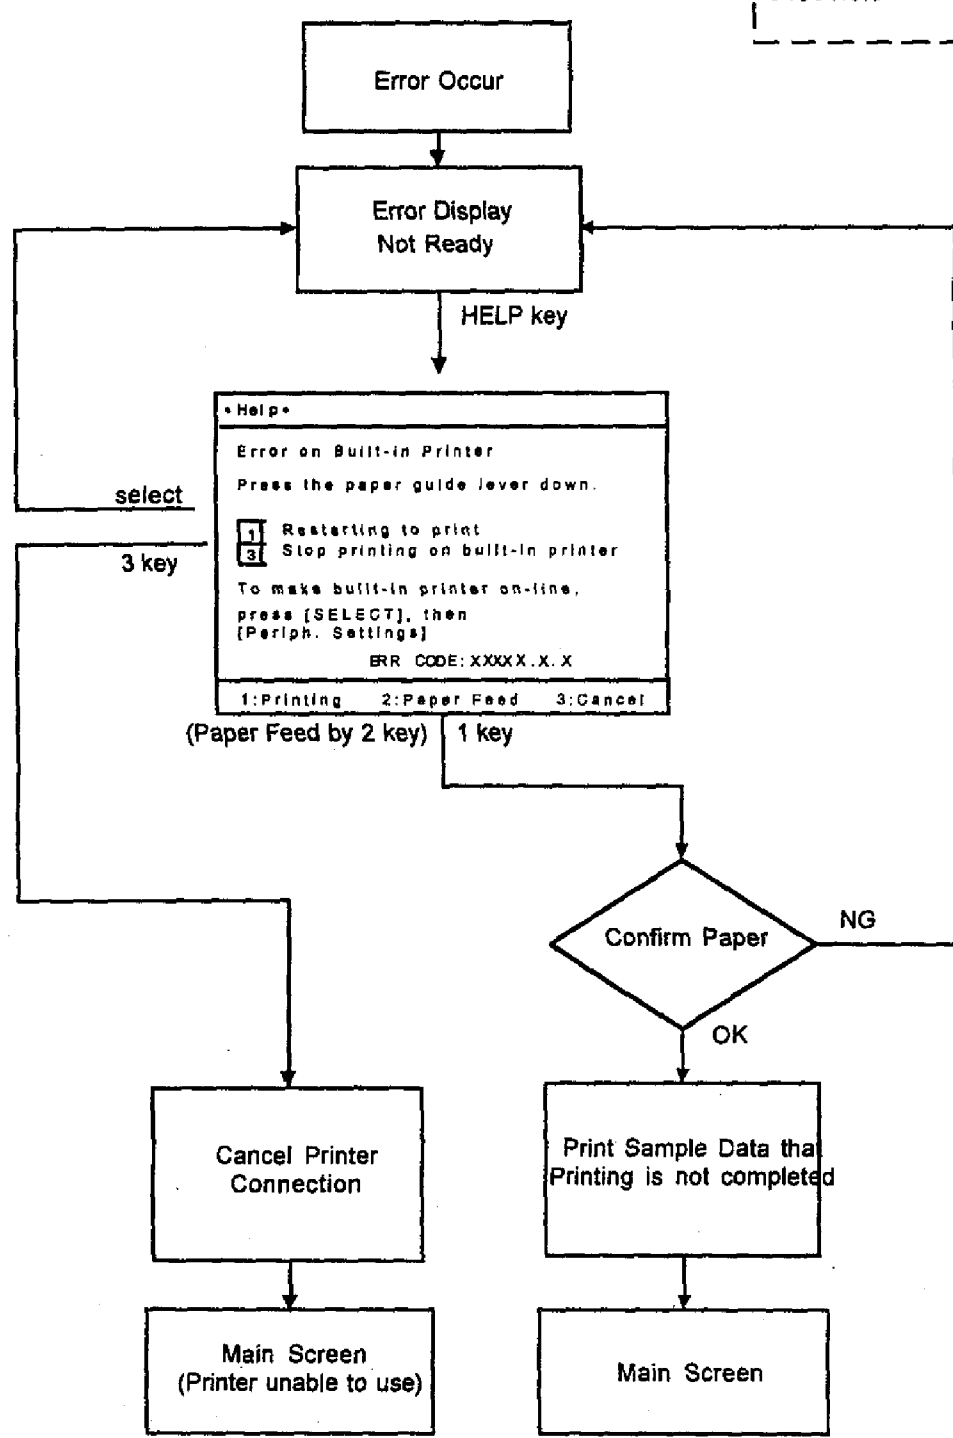 Error Occur
Error Display
Not Ready
HELP key
*Help*
Error on Built-in Printer
Press the paper guide lever down.
select
1 Restarting to print
3 Stop printing on built-in printer
3 key
To make built-in printer on-line,
press [SELECT], then
[Periph. Settings]
ERR CODE: XXXXX.X.X
1:Printing 2:Paper Feed 3:Cancel
(Paper Feed by 2 key) 1 key
Confirm Paper
NG
OK
Cancel Printer
Connection
Print Sample Data that
Printing is not completed
Main Screen
(Printer unable to use)
Main Screen